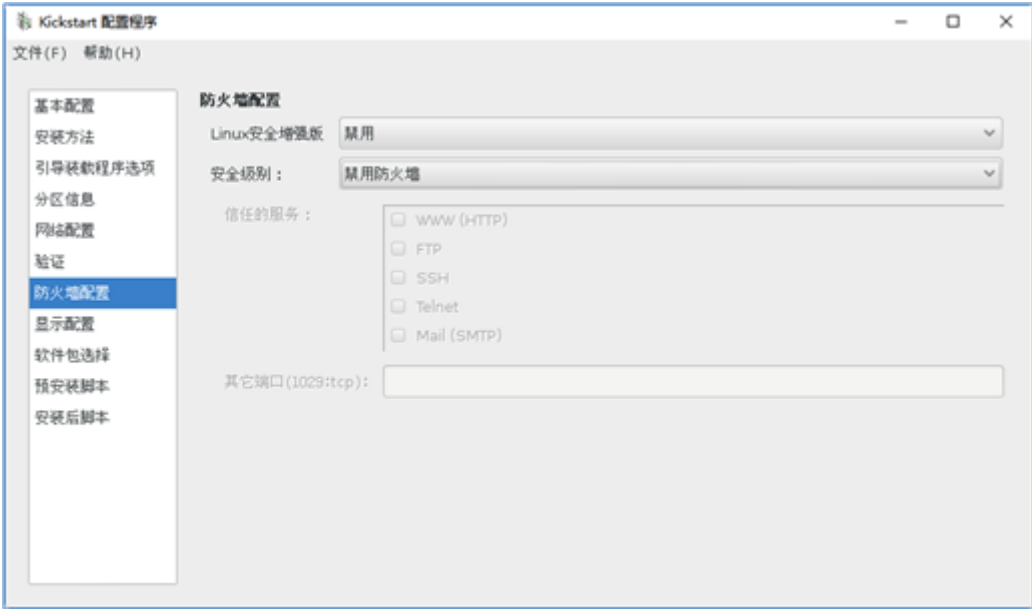 Kickstart 配置程序
文件(F) 帮助(H)
基本配置
安装方法
引导装载程序选项
分区信息
网络配置
验证
防火墙配置
显示配置
软件包选择
预安装脚本
安装后脚本
防火墙配置
Linux安全增强版 禁用
安全级别： 禁用防火墙
信任的服务：
WWW (HTTP)
FTP
SSH
Telnet
Mail (SMTP)
其它端口(1029:tcp):